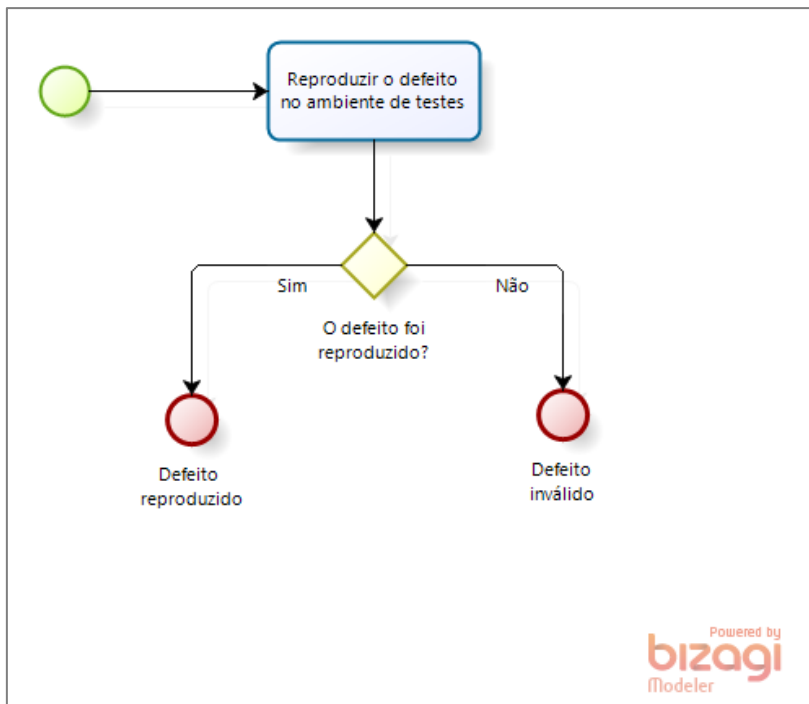 Reproduzir o defeito
no ambiente de testes
Sim
Não
O defeito foi
reproduzido?
Defeito
reproduzido
Defeito
inválido
Powered by
bizagi
Modeler